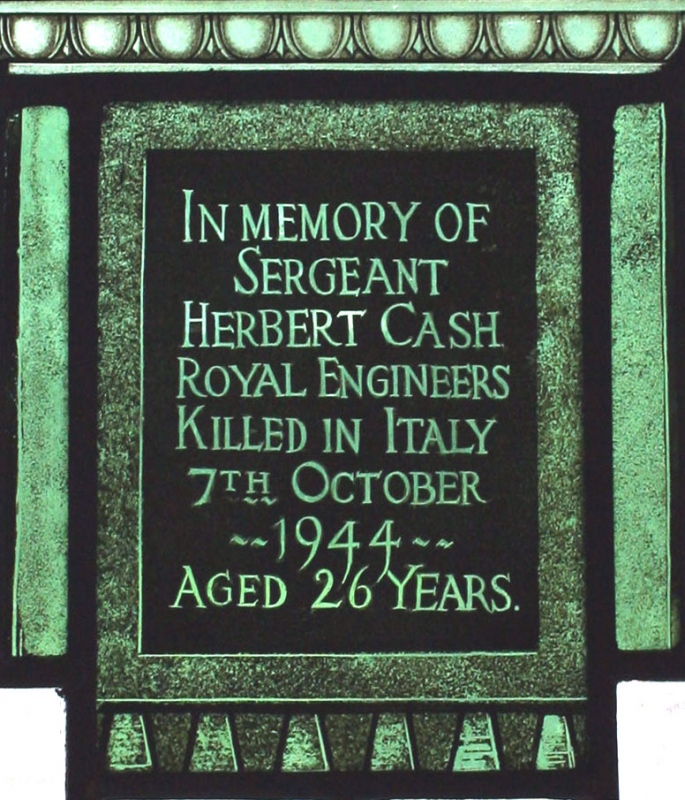 In memory of
Sergeant
Herbert Cash
Royal Engineers
Killed in Italy
7th October
~~1944~~
Aged 26 Years.